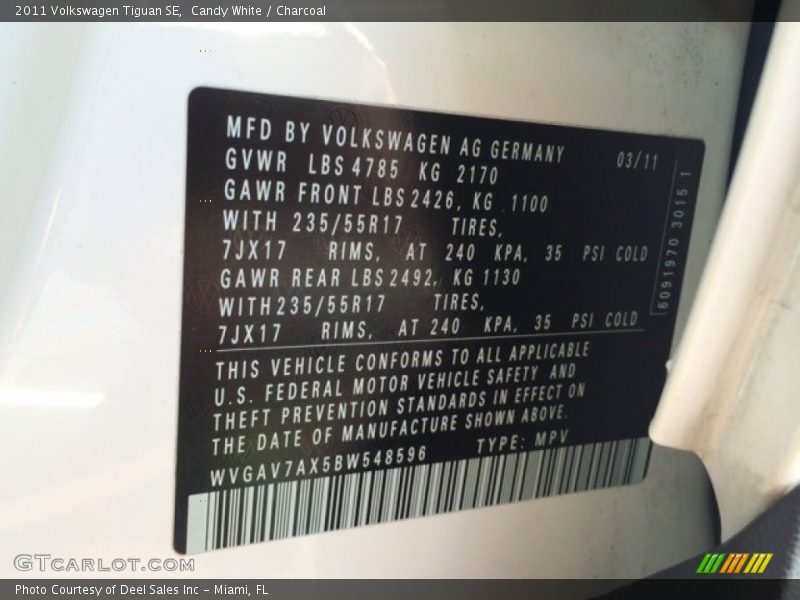 2011 Volkswagen Tiguan SE, Candy White / Charcoal
MFD BY VOLKSWAGEN AG GERMANY 03/11
GVWR LBS 4785 KG 2170
GAWR FRONT LBS 2426, KG 1100
WITH 235/55R17 TIRES,
7JX17 RIMS, AT 240 KPA, 35 PSI COLD
GAWR REAR LBS 2492, KG 1130
WITH 235/55R17 TIRES,
7JX17 RIMS, AT 240 KPA, 35 PSI COLD
6091970 3015 1
THIS VEHICLE CONFORMS TO ALL APPLICABLE
U.S. FEDERAL MOTOR VEHICLE SAFETY AND
THEFT PREVENTION STANDARDS IN EFFECT ON
THE DATE OF MANUFACTURE SHOWN ABOVE.
WVGAV7AX5BW548596 TYPE: MPV
GTCARLOT.COM
Photo Courtesy of Deel Sales Inc - Miami, FL